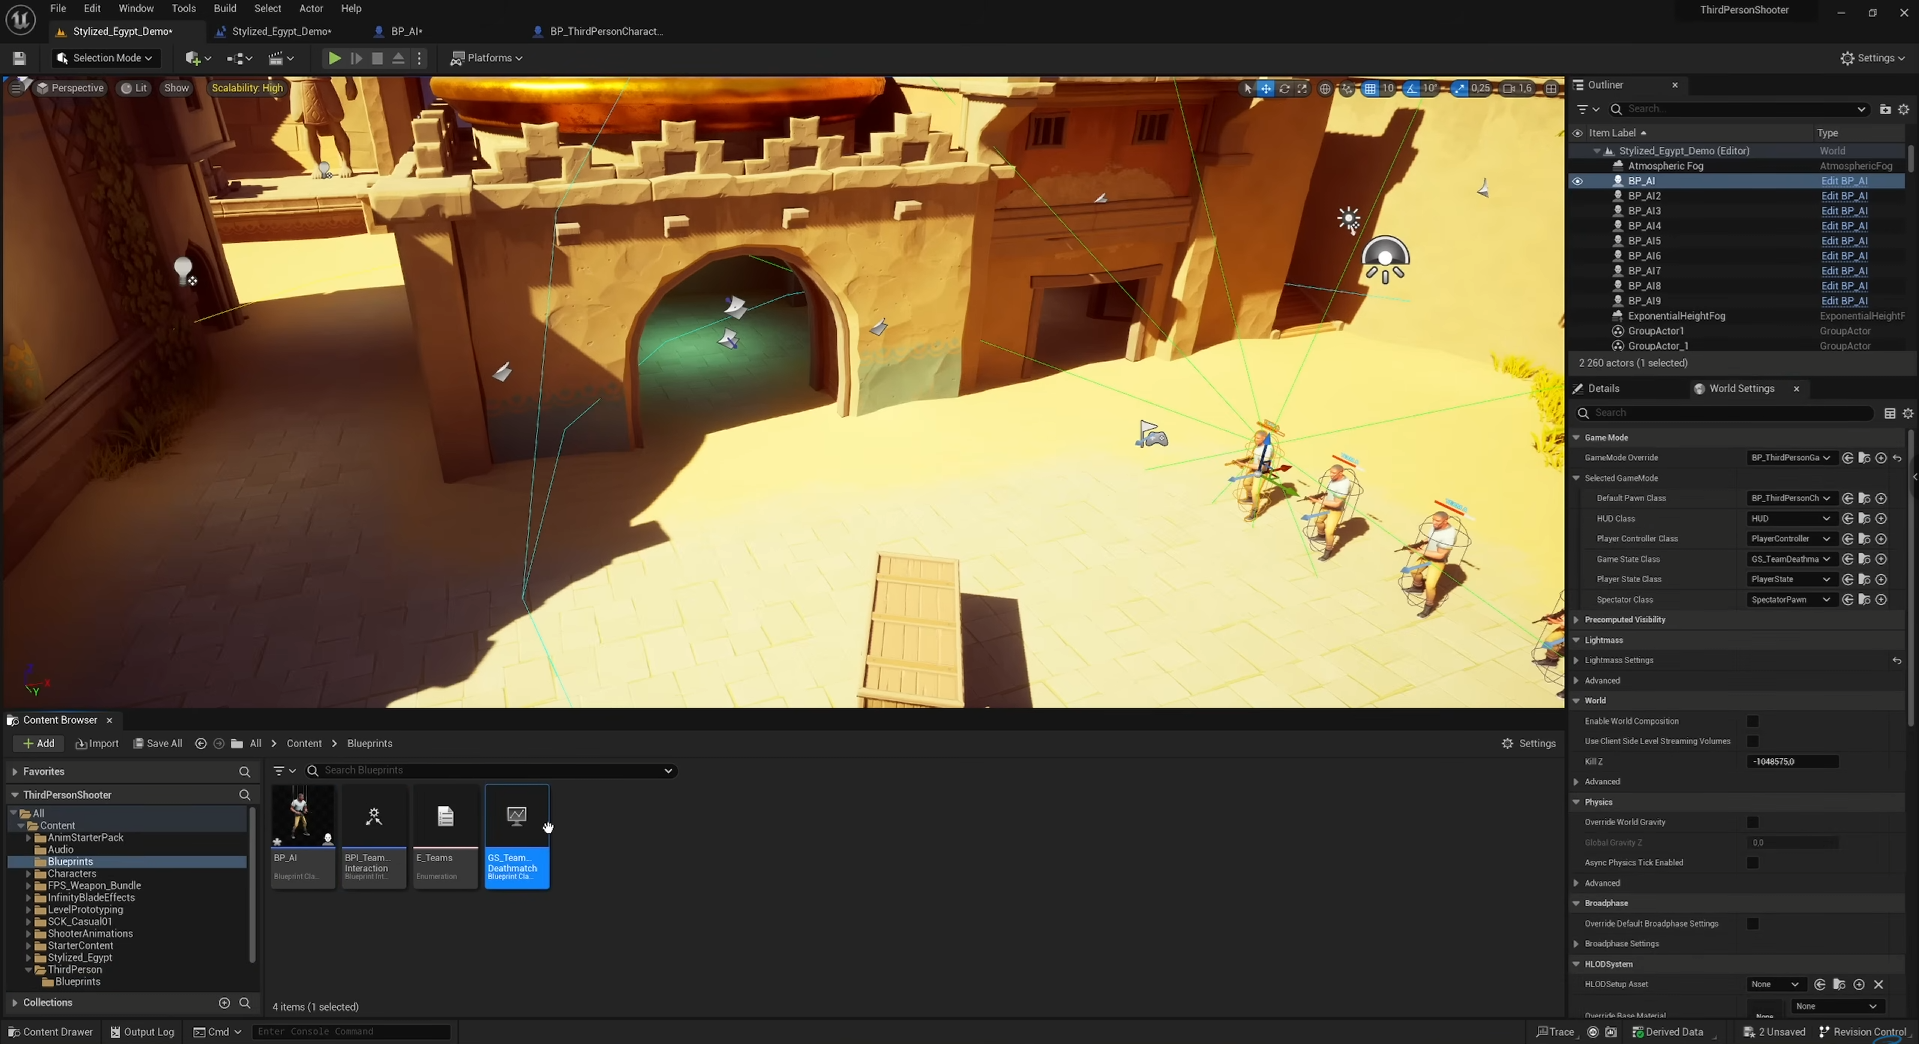 File Edit Window Tools Build Select Actor Help
ThirdPersonShooter
Stylized_Egypt_Demo*
Stylized_Egypt_Demo*
BP_AI*
BP_ThirdPersonCharact...
Selection Mode
Platforms
Settings
Perspective
Lit
Show
Scalability: High
10
10°
0,25
1,6
Outliner
Search...
Item Label
Type
Stylized_Egypt_Demo (Editor) World
Atmospheric Fog AtmosphericFog
BP_AI Edit BP_AI
BP_AI2 Edit BP_AI
BP_AI3 Edit BP_AI
BP_AI4 Edit BP_AI
BP_AI5 Edit BP_AI
BP_AI6 Edit BP_AI
BP_AI7 Edit BP_AI
BP_AI8 Edit BP_AI
BP_AI9 Edit BP_AI
ExponentialHeightFog ExponentialHeightF
GroupActor1 GroupActor
GroupActor_1 GroupActor
2 260 actors (1 selected)
Details
World Settings
Search
Game Mode
GameMode Override BP_ThirdPersonGa
Selected GameMode
Default Pawn Class BP_ThirdPersonCh
HUD Class HUD
Player Controller Class PlayerController
Game State Class GS_TeamDeathma
Player State Class PlayerState
Spectator Class SpectatorPawn
Precomputed Visibility
Lightmass
Lightmass Settings
Advanced
World
Enable World Composition
Use Client Side Level Streaming Volumes
Kill Z -1048575,0
Advanced
Physics
Override World Gravity
Global Gravity Z 0,0
Async Physics Tick Enabled
Advanced
Broadphase
Override Default Broadphase Settings
Broadphase Settings
HLODSystem
HLODSetup Asset None
None
Override Base Material
None
Content Browser
Add
Import
Save All
All
Content
Blueprints
Settings
Favorites
Search Blueprints
ThirdPersonShooter
All
Content
AnimStarterPack
Audio
Blueprints
Characters
FPS_Weapon_Bundle
InfinityBladeEffects
LevelPrototyping
SCK_Casual01
ShooterAnimations
StarterContent
Stylized_Egypt
ThirdPerson
Blueprints
Collections
BP_AI
Blueprint Cla...
BPI_Team...
Interaction
Blueprint Int...
E_Teams
Enumeration
GS_Team...
Deathmatch
Blueprint Cla...
4 items (1 selected)
Content Drawer
Output Log
Cmd
Enter Console Command
Trace
Derived Data
2 Unsaved
Revision Control
X
Y